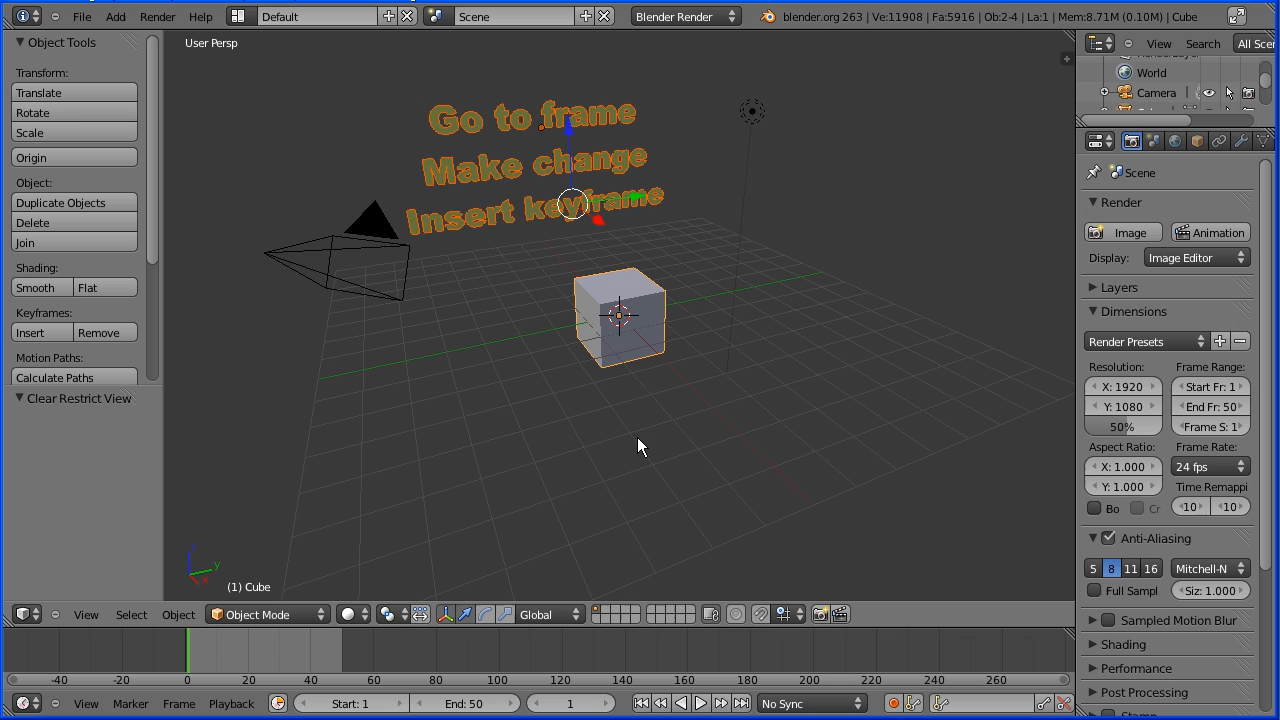 File Add Render Help Default Scene Blender Render blender.org 263 | Ve:11908 | Fa:5916 | Ob:2-4 | La:1 | Mem:8.71M (0.10M) | Cube
Object Tools
Transform:
Translate
Rotate
Scale
Origin
Object:
Duplicate Objects
Delete
Join
Shading:
Smooth Flat
Keyframes:
Insert Remove
Motion Paths:
Calculate Paths
Clear Restrict View
User Persp
Go to frame
Make change
Insert keyframe
z
y
x
(1) Cube
View Select Object Object Mode Global
-40 -20 0 20 40 60 80 100 120 140 160 180 200 220 240 260
View Marker Frame Playback Start: 1 End: 50 1 No Sync
View Search All Scen
World
Camera
Scene
Render
Image Animation
Display: Image Editor
Layers
Dimensions
Render Presets
Resolution: Frame Range:
X: 1920 Start Fr: 1
Y: 1080 End Fr: 50
50% Frame S: 1
Aspect Ratio: Frame Rate:
X: 1.000 24 fps
Y: 1.000 Time Remappi
Bo Cr 10 10
Anti-Aliasing
5 8 11 16 Mitchell-N
Full Sampl Siz: 1.000
Sampled Motion Blur
Shading
Performance
Post Processing